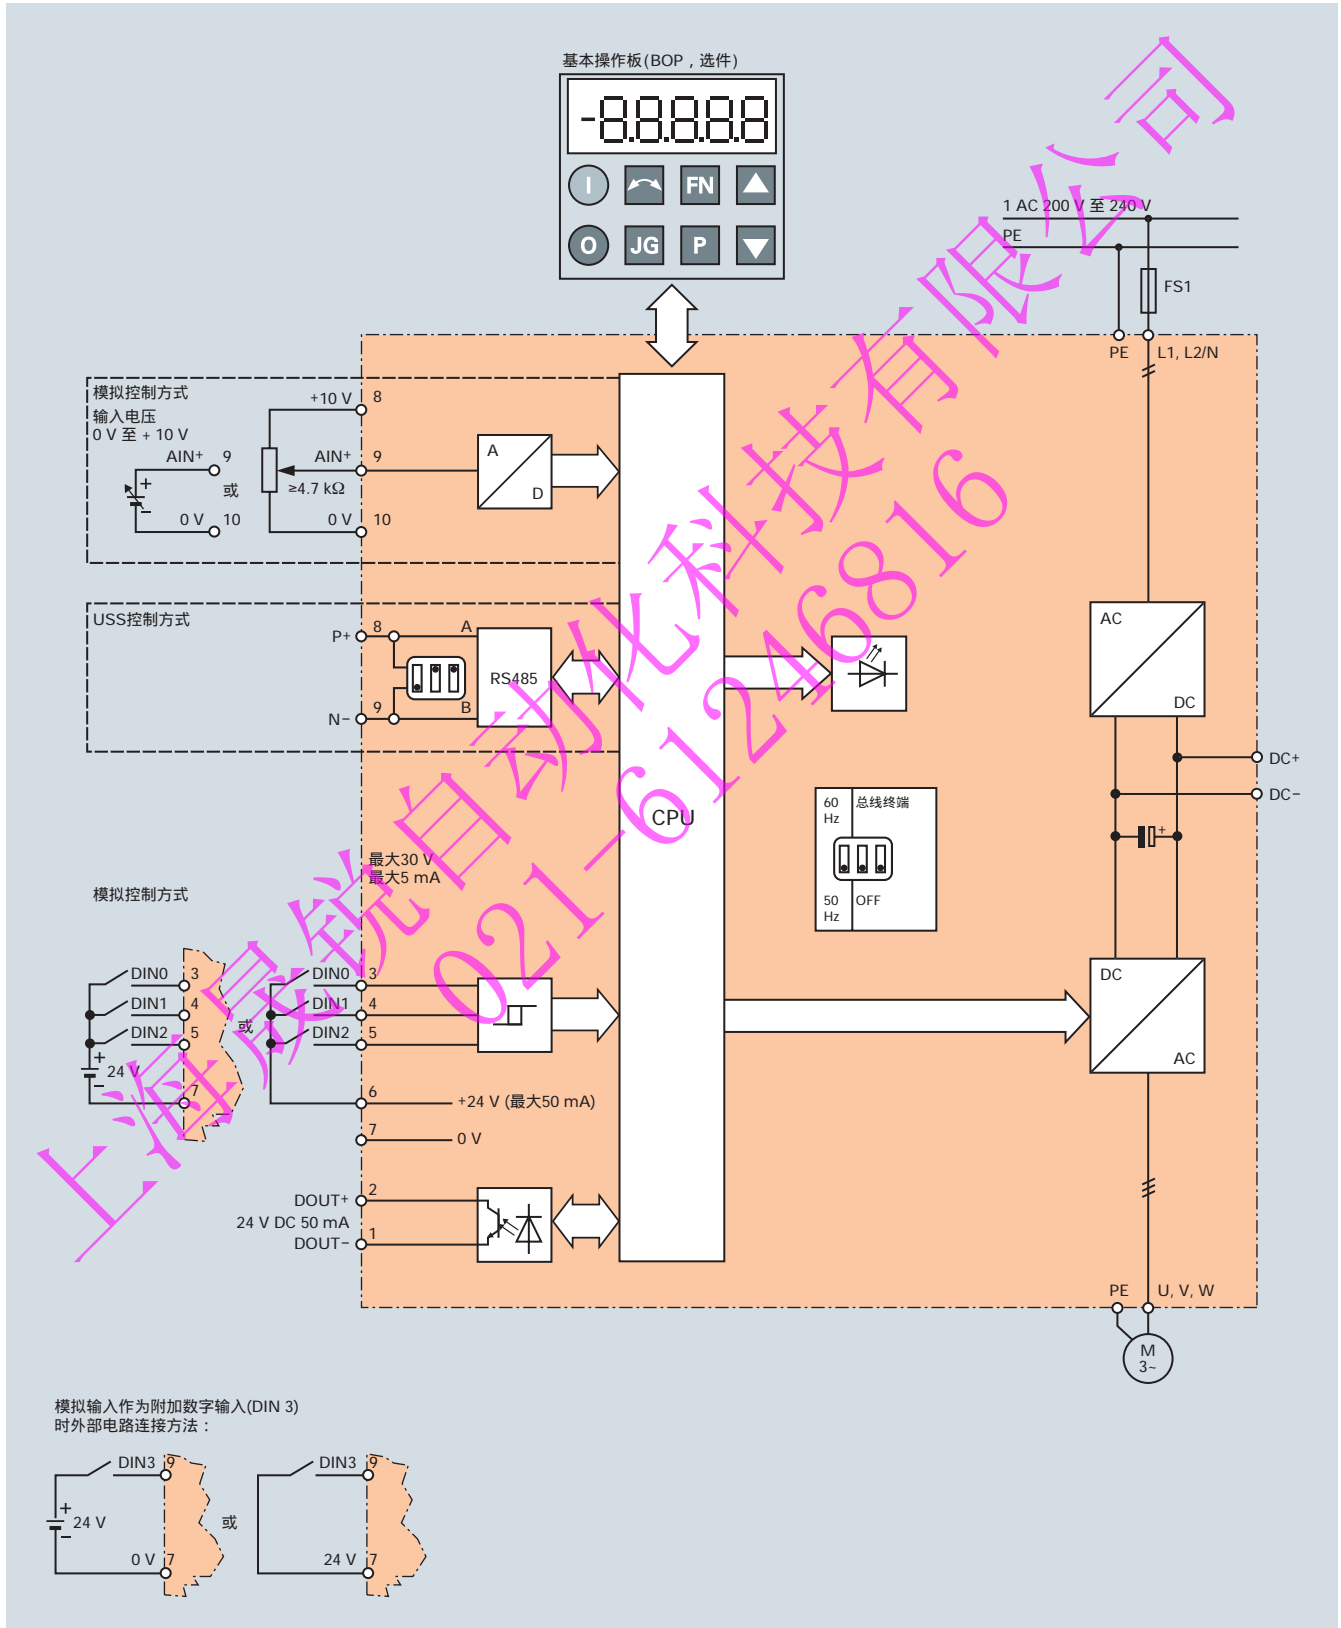 基本操作板(BOP，选件)
-8.8.8.8.8
I
FN
O
JG
P
1 AC 200 V 至 240 V
PE
FS1
PE
L1, L2/N
模拟控制方式
输入电压
0 V 至 + 10 V
AIN+ 9
或
0 V 10
+
−
+10 V 8
AIN+ 9
≥4.7 kΩ
0 V 10
A
D
USS控制方式
P+ 8 A
RS485
N− 9 B
CPU
AC
DC
DC+
DC−
+
60 Hz
总线终端
50 Hz
OFF
最大30 V
最大5 mA
模拟控制方式
DIN0 3
DIN1 4
DIN2 5
+
24 V
−
7
或
DIN0 3
DIN1 4
DIN2 5
6 +24 V (最大50 mA)
7 0 V
DC
AC
DOUT+ 2
24 V DC 50 mA
DOUT− 1
PE
U, V, W
M
3~
模拟输入作为附加数字输入(DIN 3)
时外部电路连接方法：
DIN3 9
+
24 V
−
0 V 7
或
DIN3 9
24 V 7
上海晟锐自动化科技有限公司
021-61246816